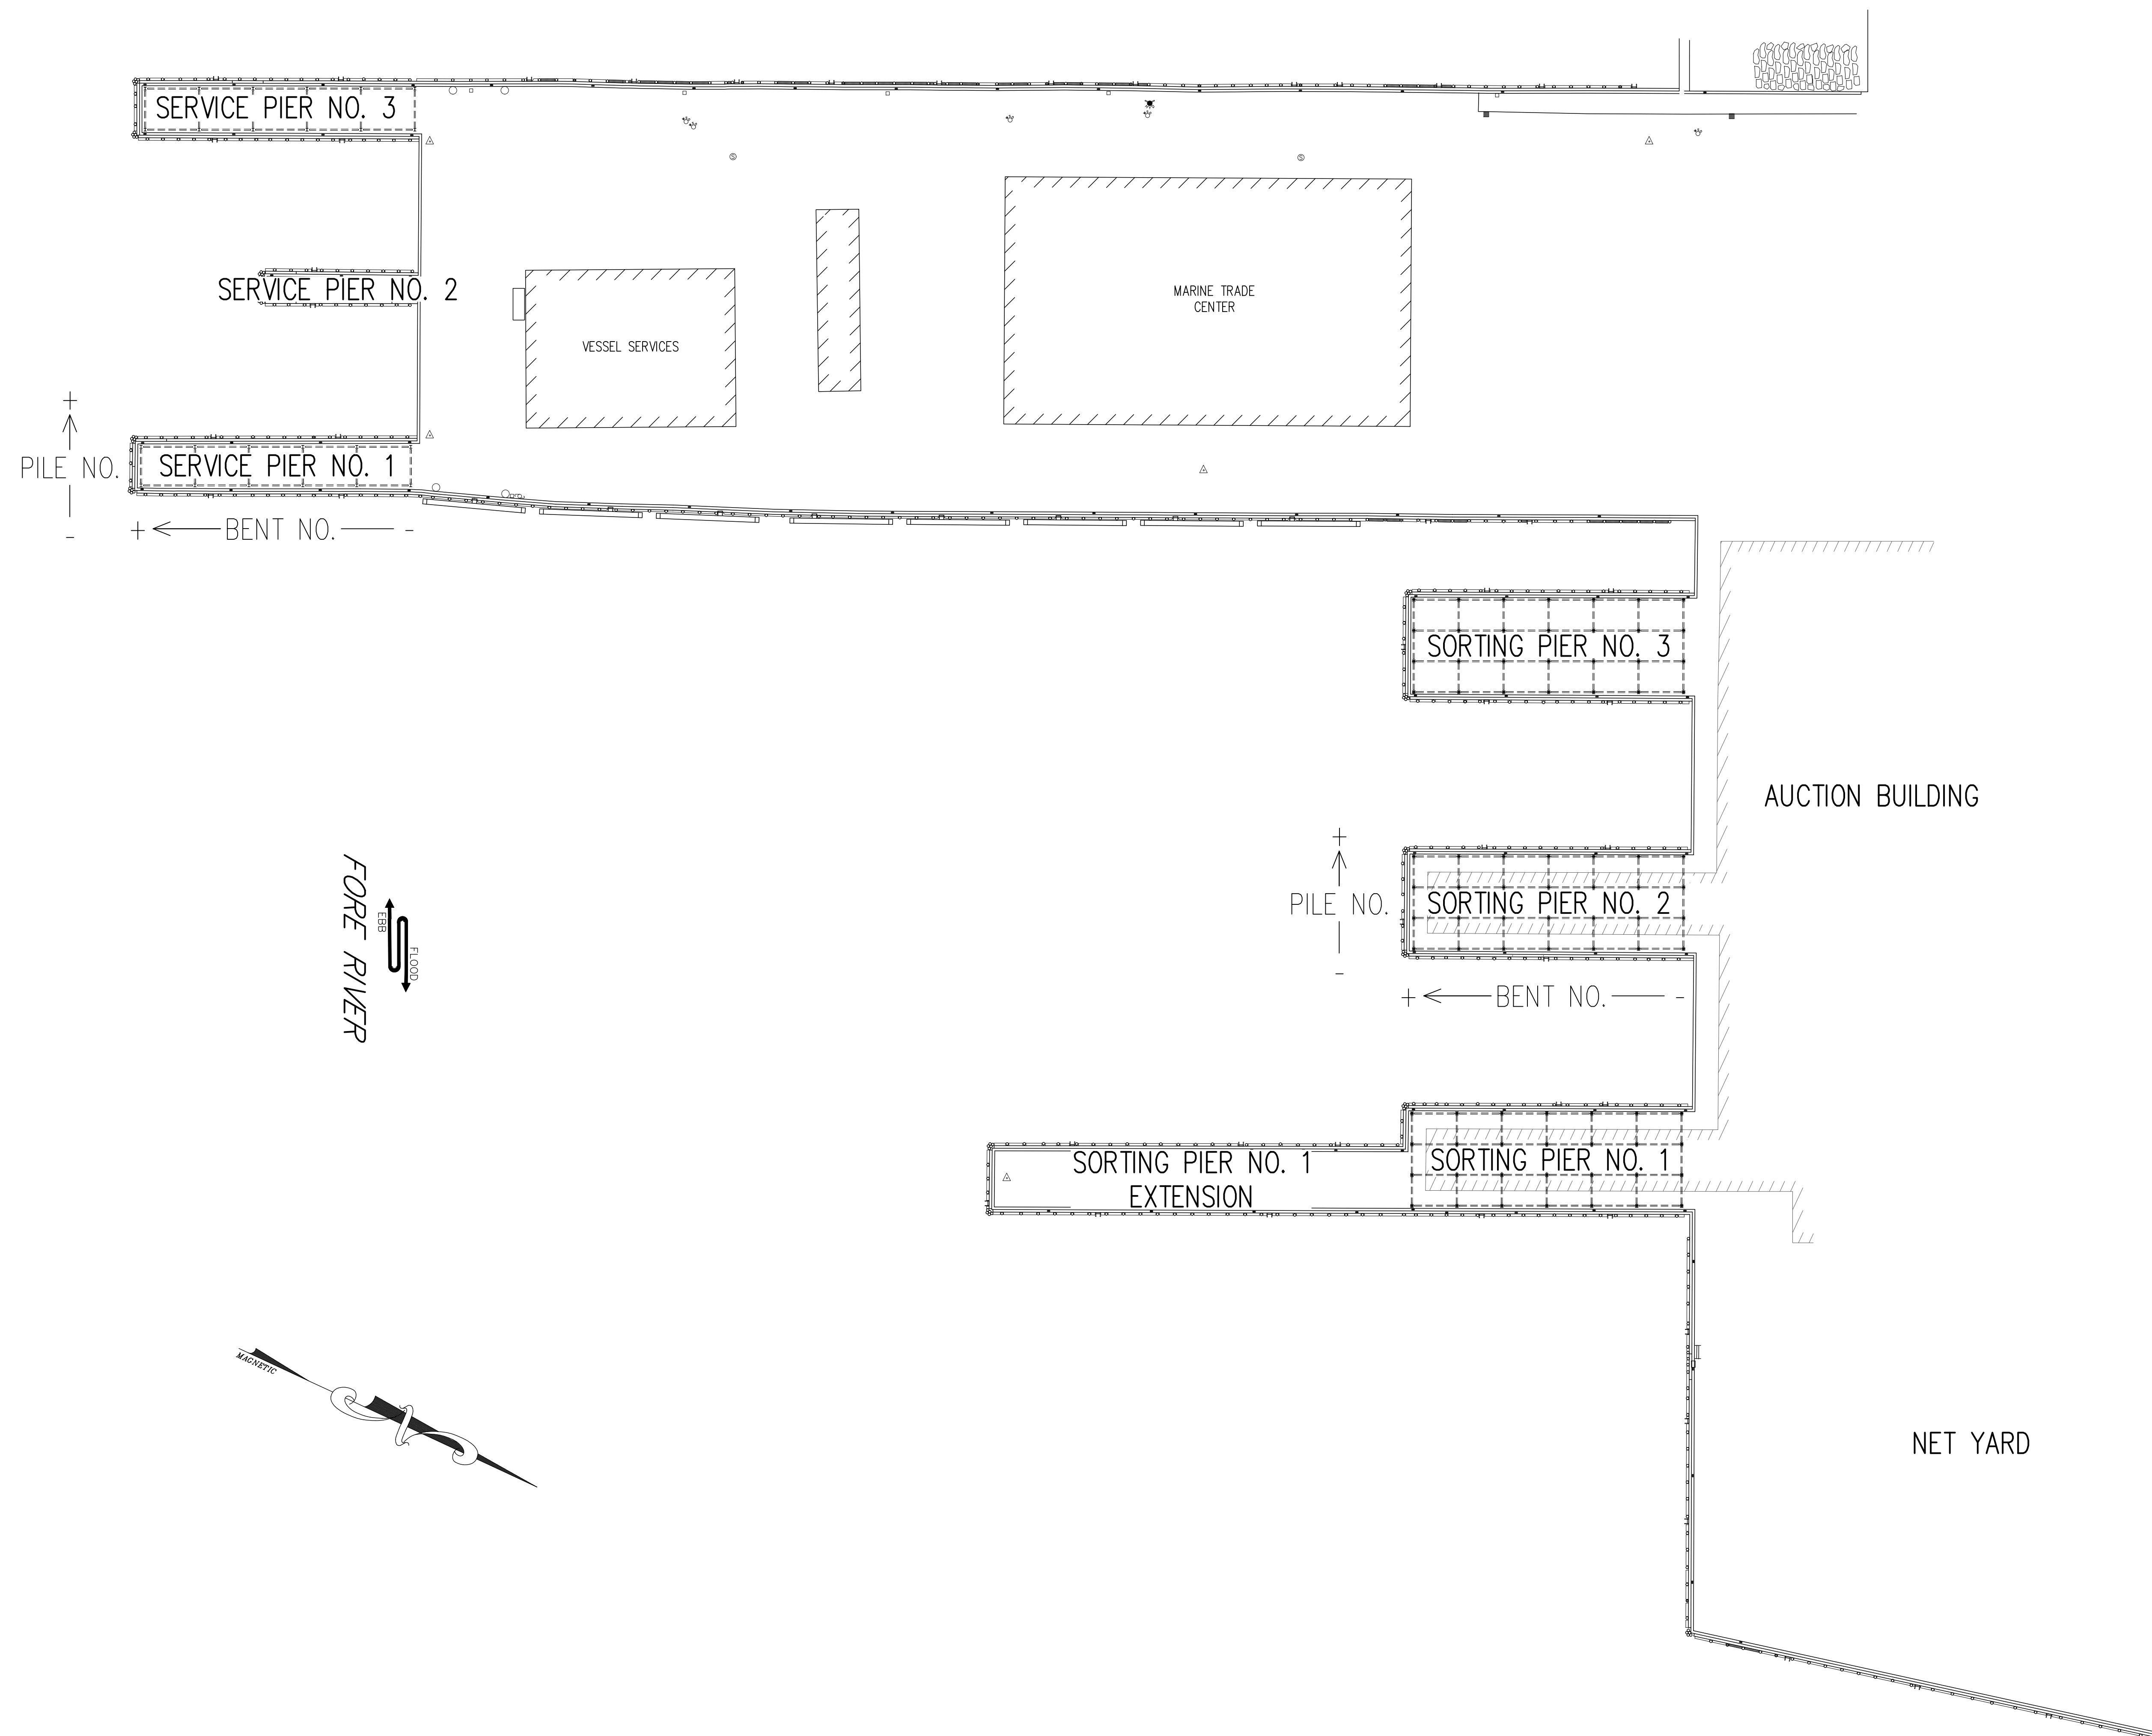 SERVICE PIER NO. 3
SERVICE PIER NO. 2
MARINE TRADE
CENTER
VESSEL SERVICES
+
PILE NO.
-
SERVICE PIER NO. 1
+ BENT NO. -
SORTING PIER NO. 3
AUCTION BUILDING
+
PILE NO.
-
SORTING PIER NO. 2
FORE RIVER
EBB
FLOOD
+ BENT NO. -
SORTING PIER NO. 1
EXTENSION
SORTING PIER NO. 1
MAGNETIC
N
NET YARD